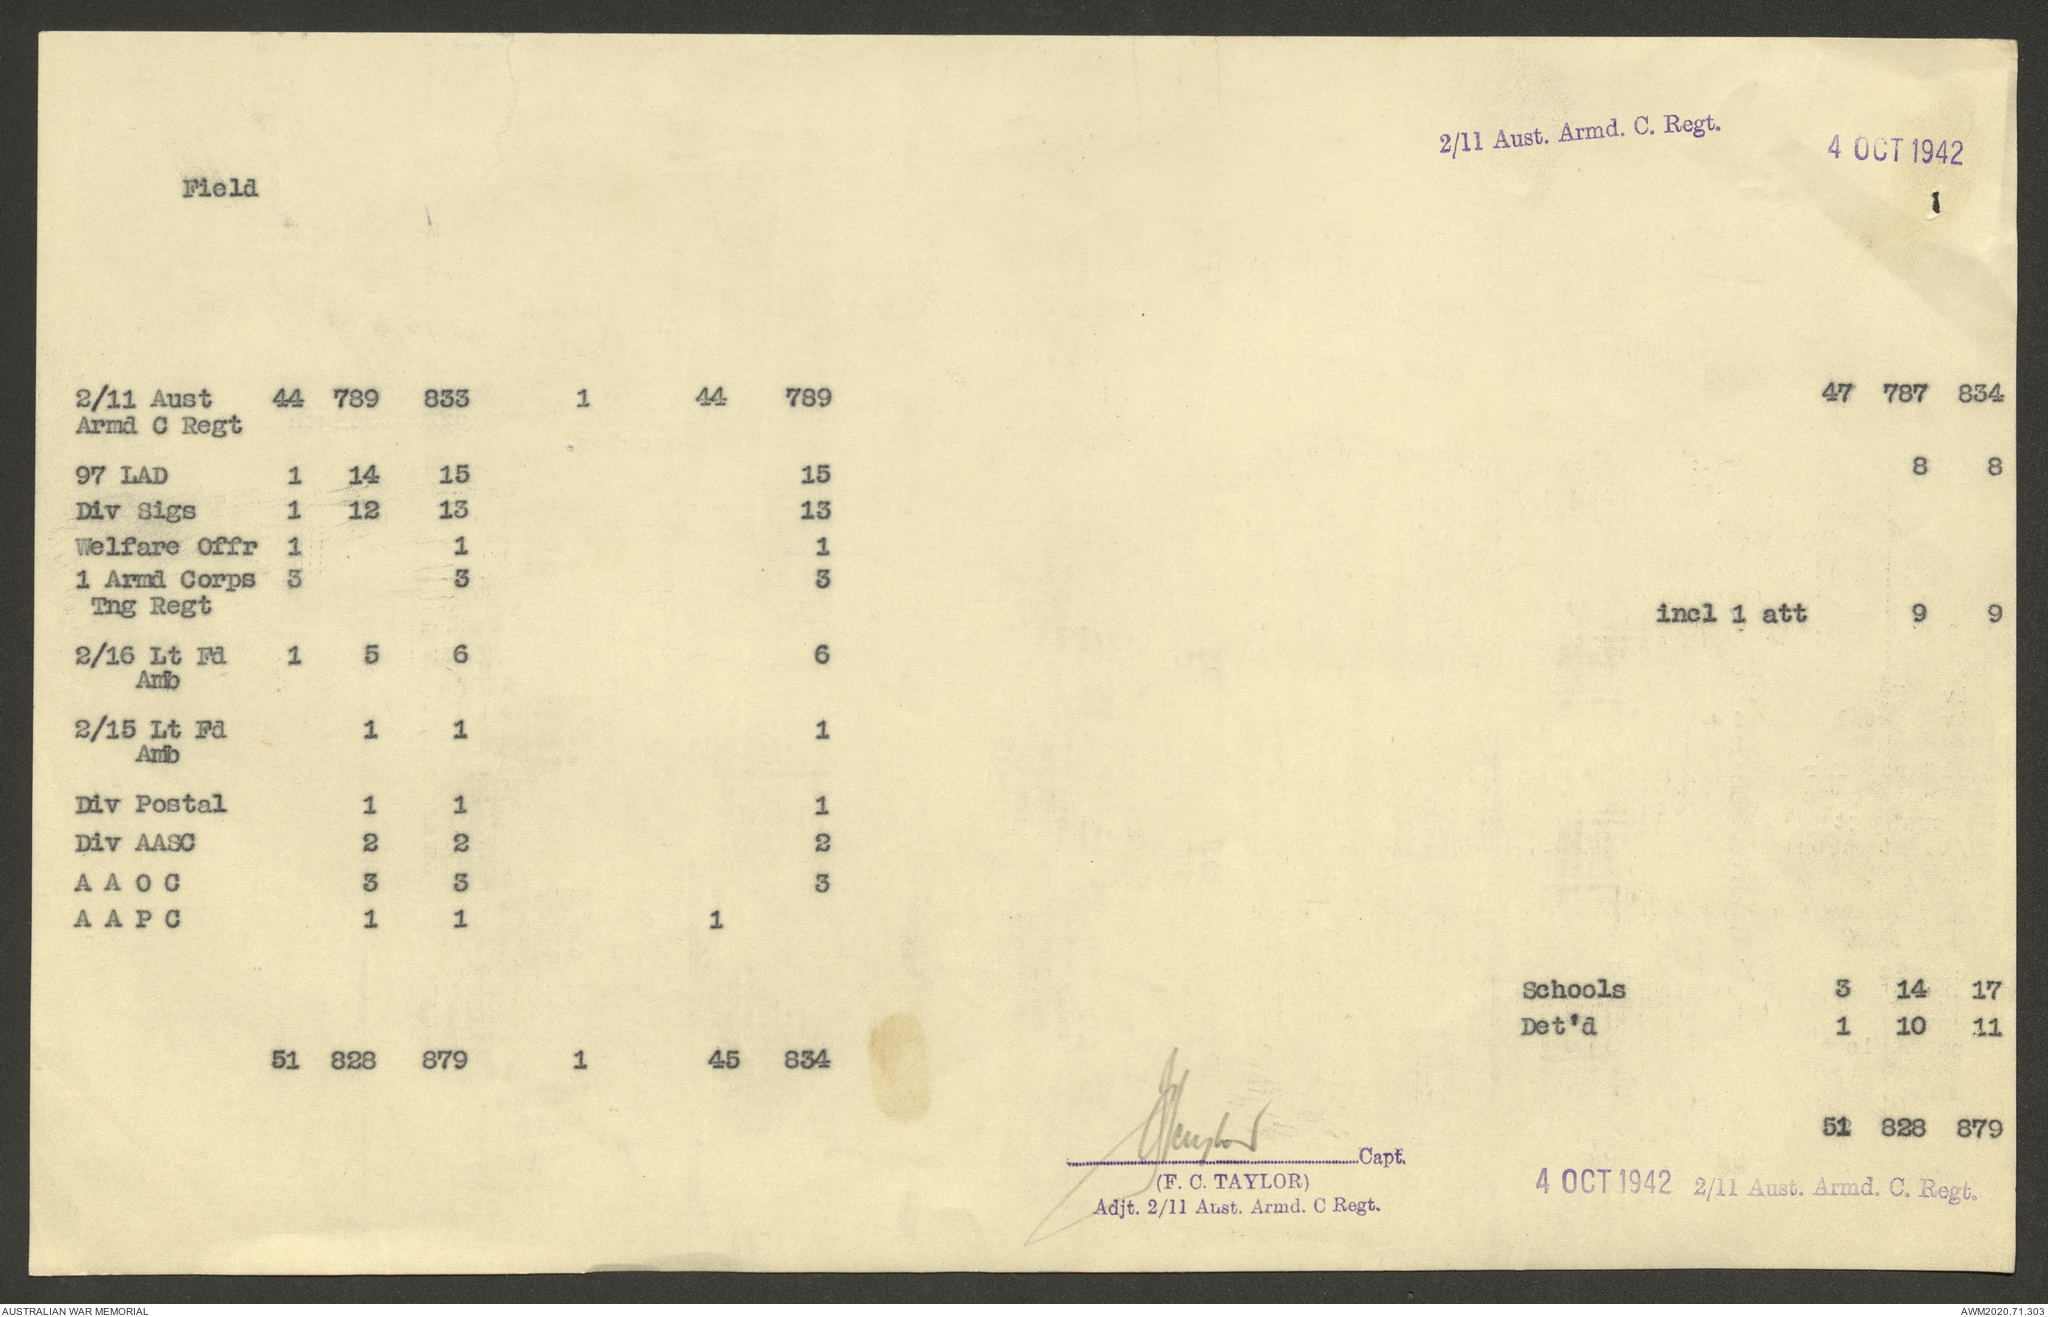 2/11 Aust. Armd. C. Regt.
4 OCT 1942
Field
2/11 Aust 44 789 833 1 44 789 47 787 834
Armd C Regt
97 LAD 1 14 15 15 8 8
Div Sigs 1 12 13 13
Welfare Offr 1 1 1
1 Armd Corps 3 3 3
Tng Regt incl 1 att 9 9
2/16 Lt Fd 1 5 6 6
Amb
2/15 Lt Fd 1 1 1
Amb
Div Postal 1 1 1
Div AASC 2 2 2
A A O C 3 3 3
A A P C 1 1 1
Schools 3 14 17
Det'd 1 10 11
51 828 879 1 45 834
51 828 879
Capt.
(F. C. TAYLOR)
Adjt. 2/11 Aust. Armd. C Regt.
4 OCT 1942 2/11 Aust. Armd. C. Regt.
AUSTRALIAN WAR MEMORIAL AWM2020.71.303